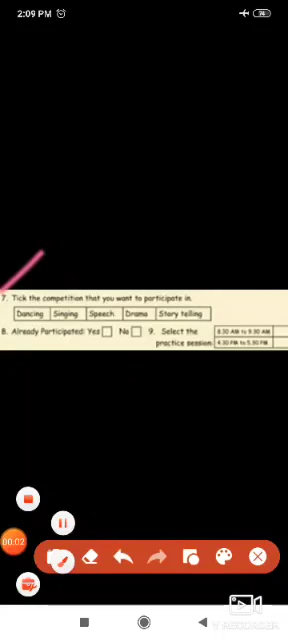 2:09 PM
74
7. Tick the competition that you want to participate in.
Dancing Singing Speech Drama Story telling
8. Already Participated: Yes No 9. Select the practice session:
8.30 AM to 9.30 AM
4.30 PM to 5.30 PM
00:02
V RECORDER